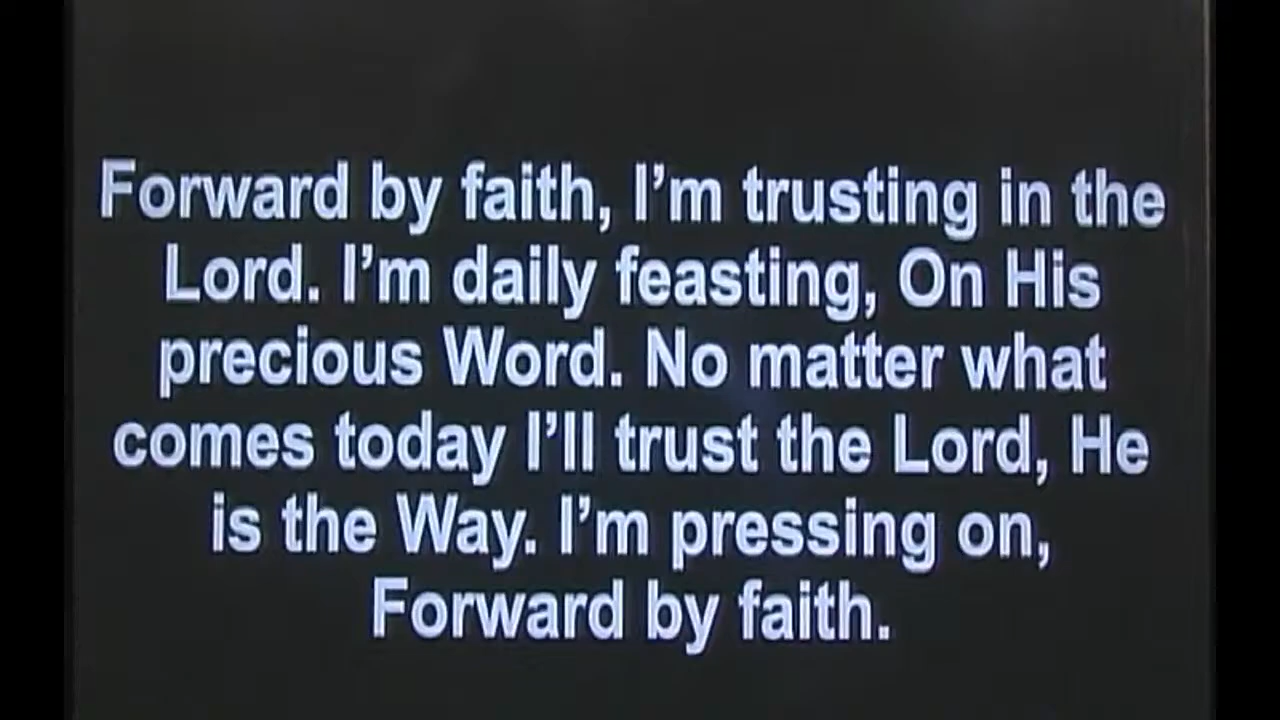 Forward by faith, I’m trusting in the
Lord. I’m daily feasting, On His
precious Word. No matter what
comes today I’ll trust the Lord, He
is the Way. I’m pressing on,
Forward by faith.